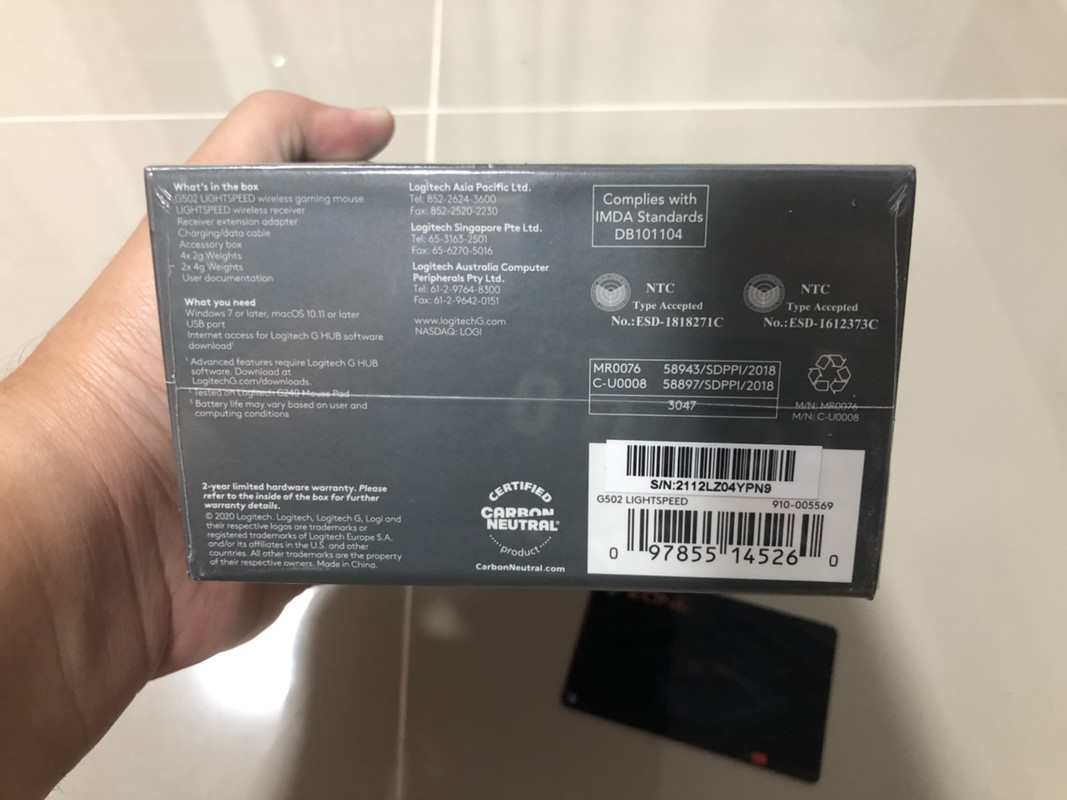 What's in the box
G502 LIGHTSPEED wireless gaming mouse
LIGHTSPEED wireless receiver
Receiver extension adapter
Charging/data cable
Accessory box
4x 2g Weights
2x 4g Weights
User documentation
What you need
Windows 7 or later, macOS 10.11 or later
USB port
Internet access for Logitech G HUB software
download¹
¹ Advanced features require Logitech G HUB
software. Download at
LogitechG.com/downloads.
² Tested on Logitech G240 Mouse Pad
³ Battery life may vary based on user and
computing conditions
2-year limited hardware warranty. Please
refer to the inside of the box for further
warranty details.
© 2020 Logitech. Logitech, Logitech G, Logi and
their respective logos are trademarks or
registered trademarks of Logitech Europe S.A.
and/or its affiliates in the U.S. and other
countries. All other trademarks are the property
of their respective owners. Made in China.
Logitech Asia Pacific Ltd.
Tel: 852-2624-3600
Fax: 852-2520-2230
Logitech Singapore Pte Ltd.
Tel: 65-3163-2501
Fax: 65-6270-5016
Logitech Australia Computer
Peripherals Pty Ltd.
Tel: 61-2-9764-8300
Fax: 61-2-9642-0151
www.logitechG.com
NASDAQ: LOGI
CERTIFIED
CARBON
NEUTRAL®
product
CarbonNeutral.com
Complies with
IMDA Standards
DB101104
NTC
Type Accepted
No.:ESD-1818271C
NTC
Type Accepted
No.:ESD-1612373C
MR0076 58943/SDPPI/2018
C-U0008 58897/SDPPI/2018
3047
M/N: MR0076
M/N: C-U0008
S/N:2112LZ04YPN9
G502 LIGHTSPEED 910-005569
0 97855 14526 0